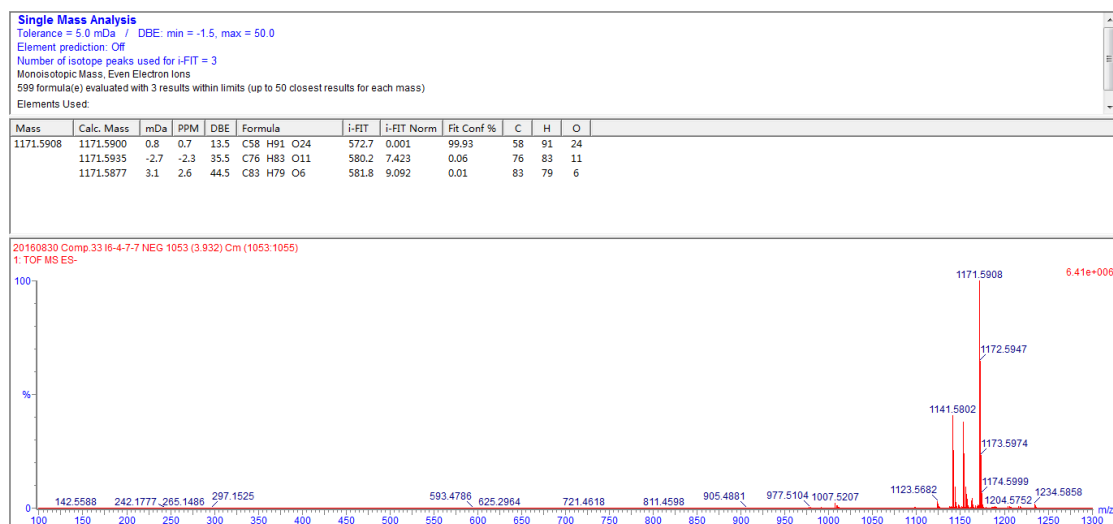 Single Mass Analysis
Tolerance = 5.0 mDa / DBE: min = -1.5, max = 50.0
Element prediction: Off
Number of isotope peaks used for i-FIT = 3
Monoisotopic Mass, Even Electron Ions
599 formula(e) evaluated with 3 results within limits (up to 50 closest results for each mass)
Elements Used:
Mass Calc. Mass mDa PPM DBE Formula i-FIT i-FIT Norm Fit Conf % C H O
1171.5908 1171.5900 0.8 0.7 13.5 C58 H91 O24 572.7 0.001 99.93 58 91 24
1171.5935 -2.7 -2.3 35.5 C76 H83 O11 580.2 7.423 0.06 76 83 11
1171.5877 3.1 2.6 44.5 C83 H79 O6 581.8 9.092 0.01 83 79 6
20160830 Comp.33 I6-4-7-7 NEG 1053 (3.932) Cm (1053:1055)
1: TOF MS ES-
6.41e+006
100
1171.5908
1172.5947
%
1141.5802
1173.5974
1174.5999
1123.5682
1204.5752
1234.5858
142.5588
242.1777
265.1486
297.1525
593.4786
625.2964
721.4618
811.4598
905.4881
977.5104
1007.5207
0
m/z
100 150 200 250 300 350 400 450 500 550 600 650 700 750 800 850 900 950 1000 1050 1100 1150 1200 1250 1300